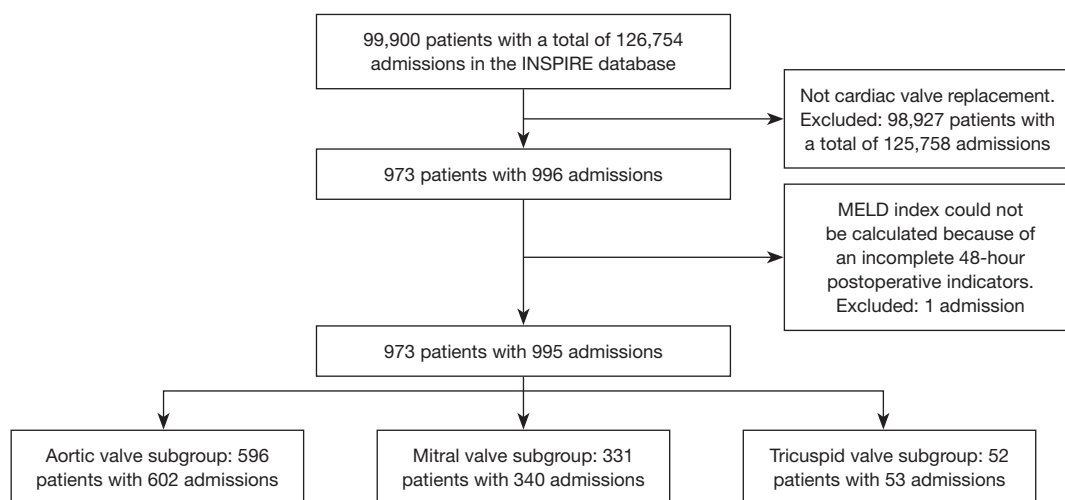 99,900 patients with a total of 126,754
admissions in the INSPIRE database
Not cardiac valve replacement.
Excluded: 98,927 patients with
a total of 125,758 admissions
973 patients with 996 admissions
MELD index could not
be calculated because of
an incomplete 48-hour
postoperative indicators.
Excluded: 1 admission
973 patients with 995 admissions
Aortic valve subgroup: 596
patients with 602 admissions
Mitral valve subgroup: 331
patients with 340 admissions
Tricuspid valve subgroup: 52
patients with 53 admissions